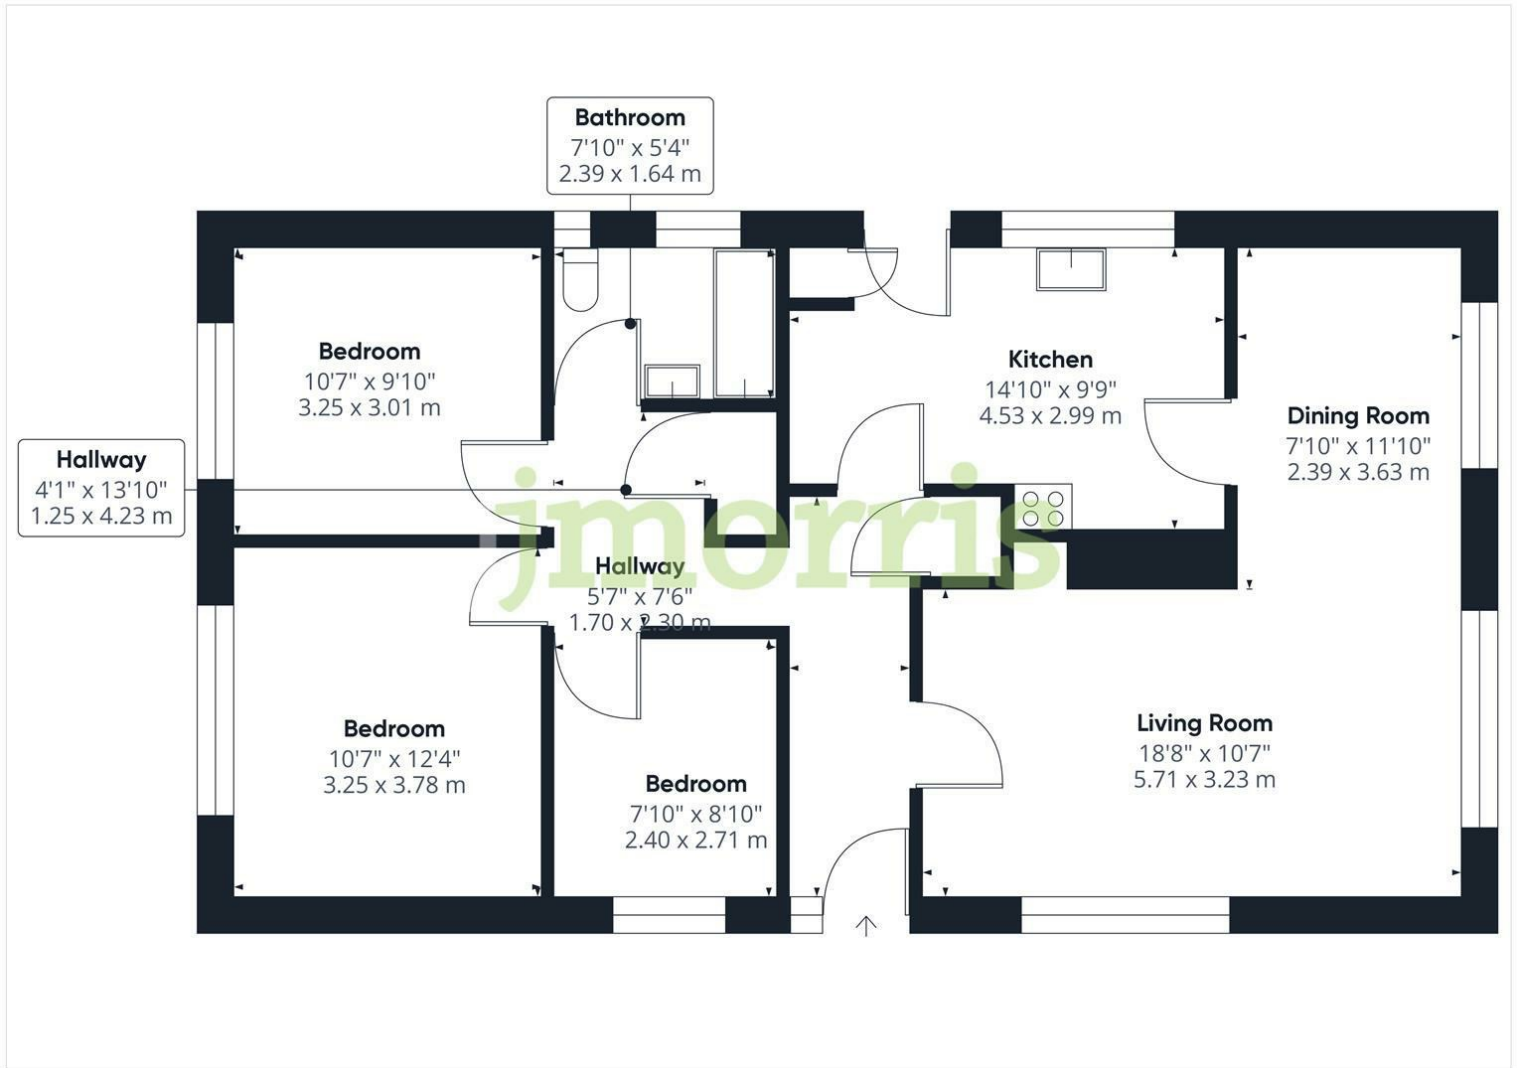 Bathroom
7'10" x 5'4"
2.39 x 1.64 m
Bedroom
10'7" x 9'10"
3.25 x 3.01 m
Kitchen
14'10" x 9'9"
4.53 x 2.99 m
Dining Room
7'10" x 11'10"
2.39 x 3.63 m
Hallway
4'1" x 13'10"
1.25 x 4.23 m
jmorris
Hallway
5'7" x 7'6"
1.70 x 2.30 m
Bedroom
10'7" x 12'4"
3.25 x 3.78 m
Living Room
18'8" x 10'7"
5.71 x 3.23 m
Bedroom
7'10" x 8'10"
2.40 x 2.71 m